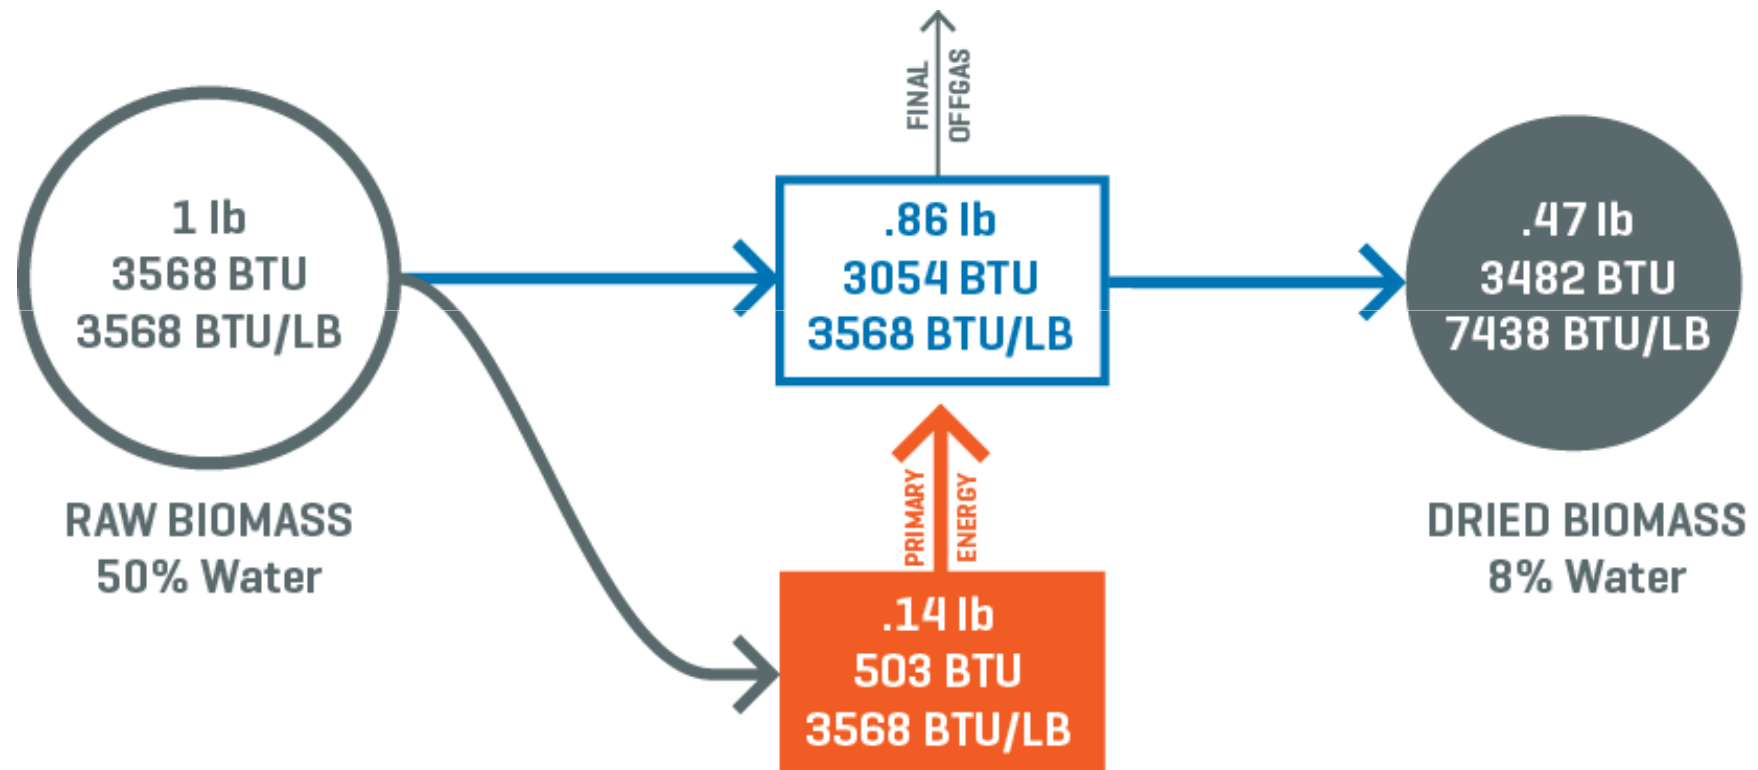 1 lb
3568 BTU
3568 BTU/LB
RAW BIOMASS
50% Water
FINAL
OFFGAS
.86 lb
3054 BTU
3568 BTU/LB
PRIMARY
ENERGY
.14 lb
503 BTU
3568 BTU/LB
.47 lb
3482 BTU
7438 BTU/LB
DRIED BIOMASS
8% Water